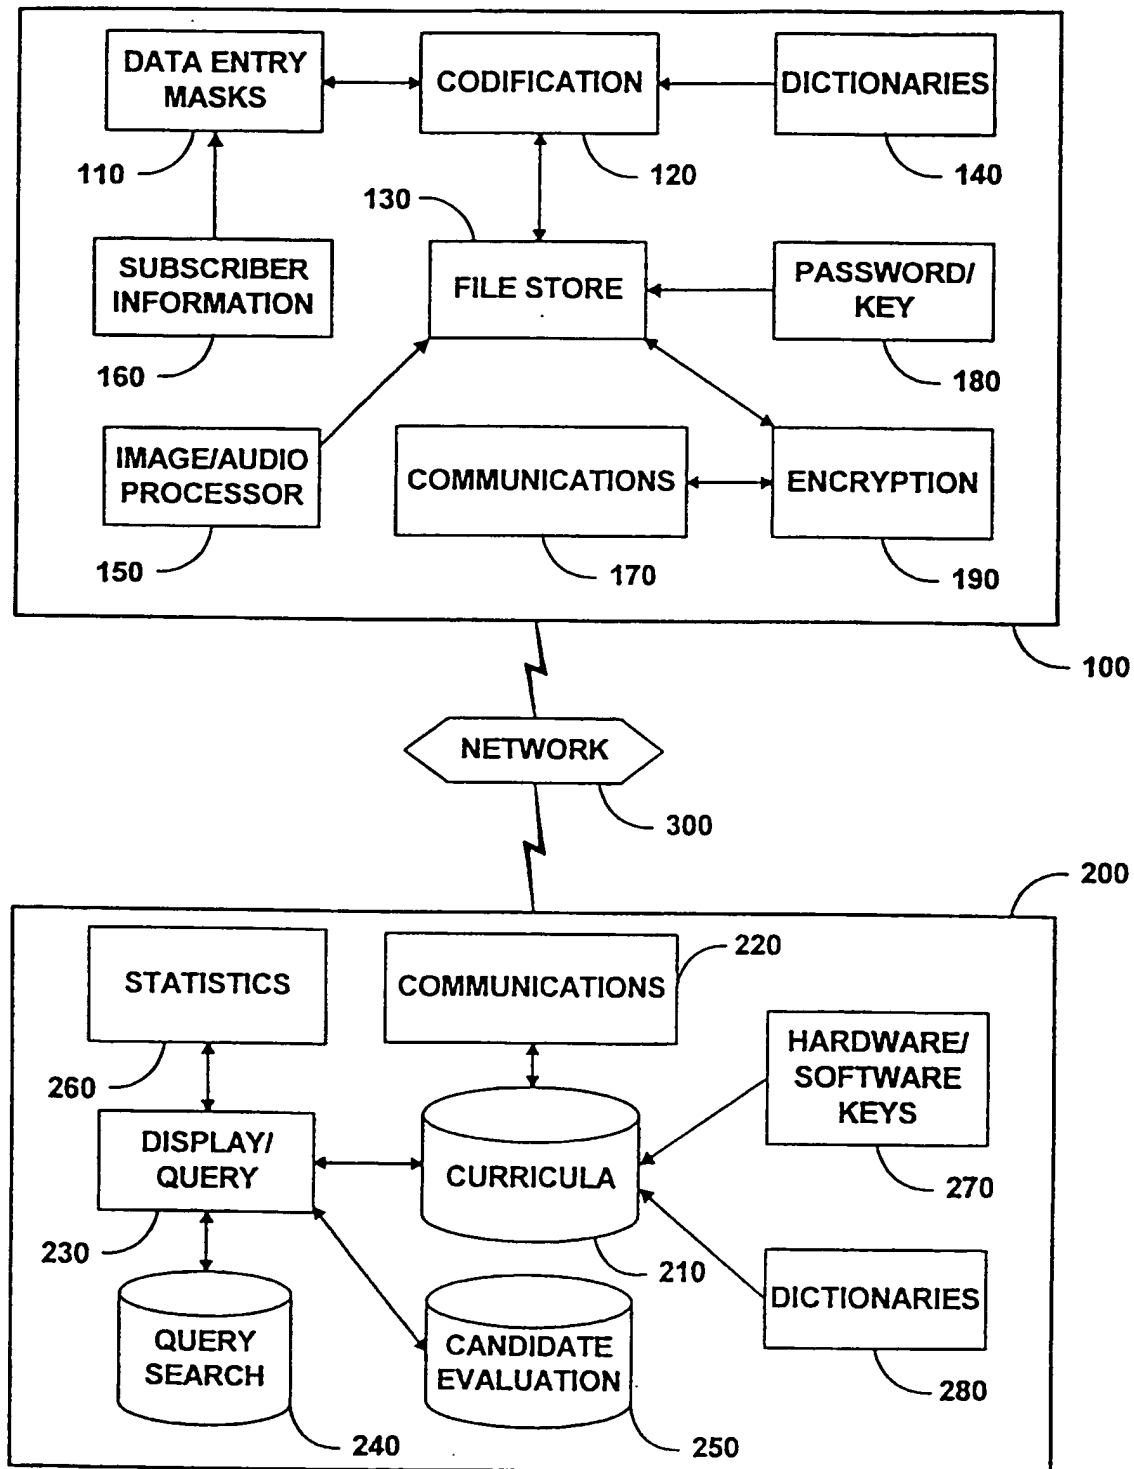 DATA ENTRY
MASKS
CODIFICATION
DICTIONARIES
110
120
140
130
SUBSCRIBER
INFORMATION
FILE STORE
PASSWORD/
KEY
160
180
IMAGE/AUDIO
PROCESSOR
COMMUNICATIONS
ENCRYPTION
150
170
190
100
NETWORK
300
200
STATISTICS
COMMUNICATIONS
220
HARDWARE/
SOFTWARE
KEYS
260
DISPLAY/
QUERY
CURRICULA
270
230
210
QUERY
SEARCH
CANDIDATE
EVALUATION
DICTIONARIES
280
240
250